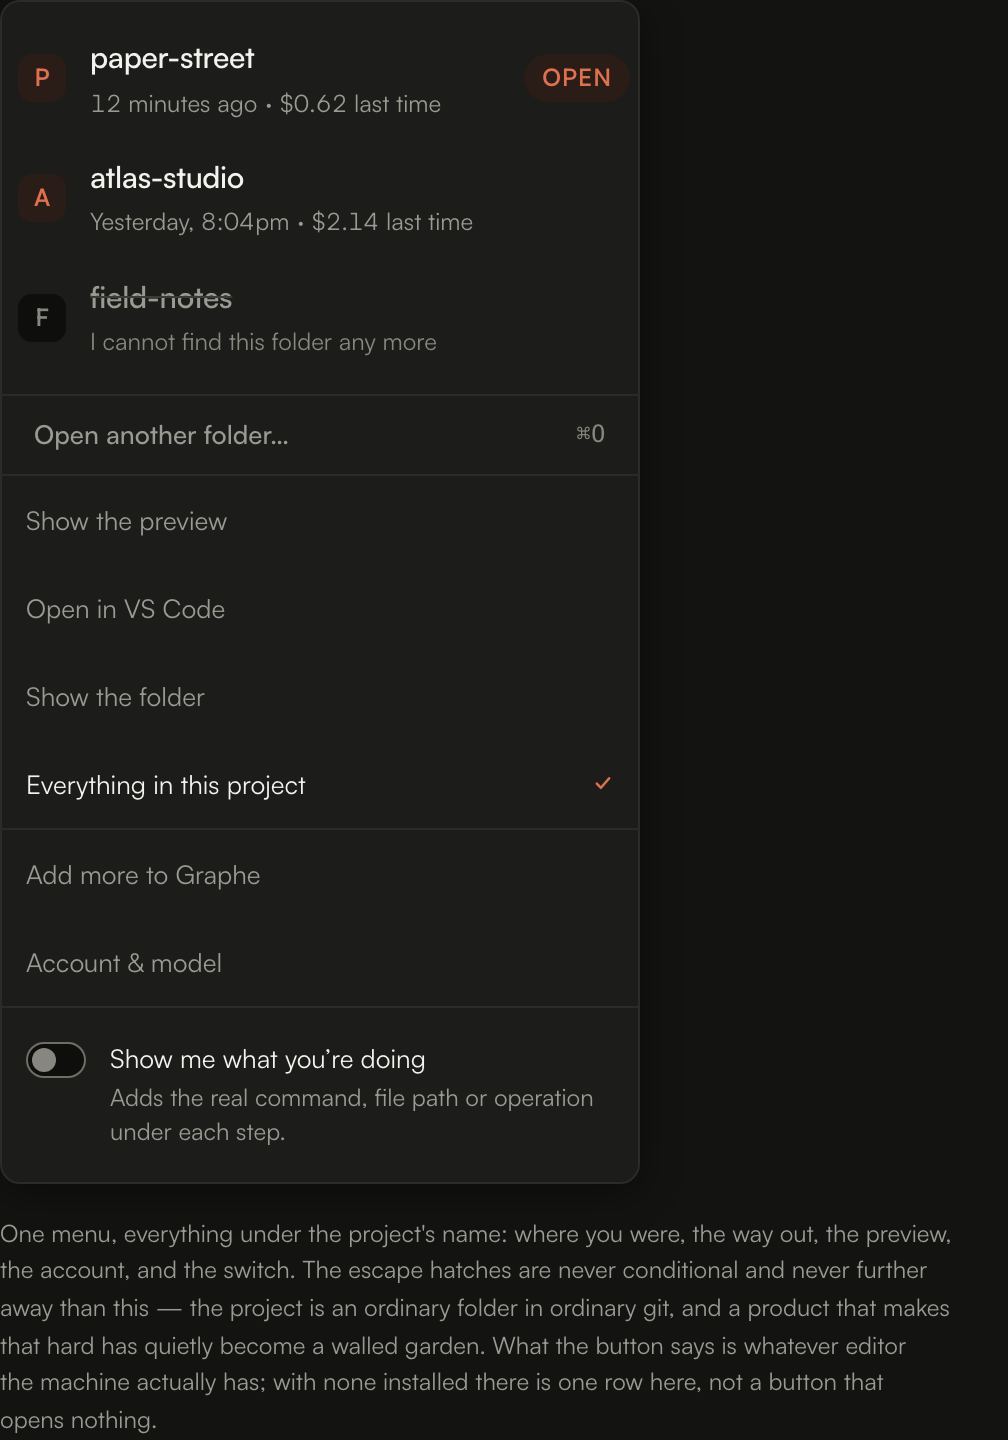 P
paper-street
OPEN
12 minutes ago · $0.62 last time
A
atlas-studio
Yesterday, 8:04pm · $2.14 last time
F
field-notes
I cannot find this folder any more
Open another folder… ⌘O
Show the preview
Open in VS Code
Show the folder
Everything in this project
Add more to Graphe
Account & model
Show me what you’re doing
Adds the real command, file path or operation
under each step.
One menu, everything under the project's name: where you were, the way out, the preview,
the account, and the switch. The escape hatches are never conditional and never further
away than this — the project is an ordinary folder in ordinary git, and a product that makes
that hard has quietly become a walled garden. What the button says is whatever editor
the machine actually has; with none installed there is one row here, not a button that
opens nothing.